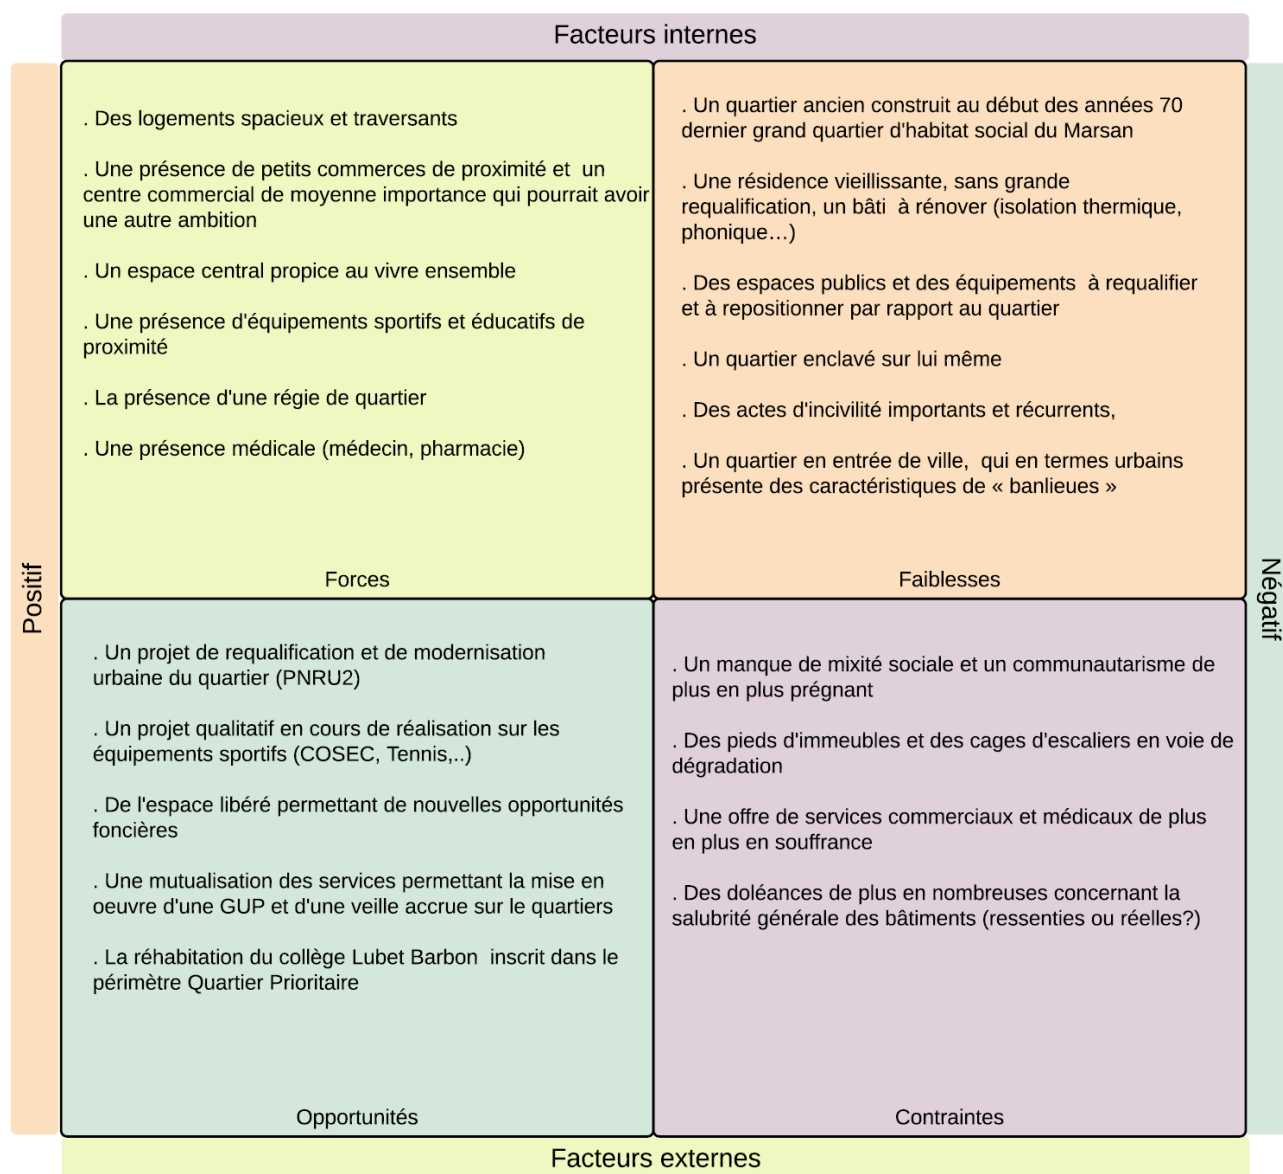 Facteurs internes
Positif
. Des logements spacieux et traversants
. Une présence de petits commerces de proximité et  un
centre commercial de moyenne importance qui pourrait avoir
une autre ambition
. Un espace central propice au vivre ensemble
. Une présence d'équipements sportifs et éducatifs de
proximité
. La présence d'une régie de quartier
. Une présence médicale (médecin, pharmacie)
Forces
. Un quartier ancien construit au début des années 70
dernier grand quartier d'habitat social du Marsan
. Une résidence vieillissante, sans grande
requalification, un bâti  à rénover (isolation thermique,
phonique…)
. Des espaces publics et des équipements  à requalifier
et à repositionner par rapport au quartier
. Un quartier enclavé sur lui même
. Des actes d'incivilité importants et récurrents,
. Un quartier en entrée de ville,  qui en termes urbains
présente des caractéristiques de « banlieues »
Faiblesses
Négatif
. Un projet de requalification et de modernisation
urbaine du quartier (PNRU2)
. Un projet qualitatif en cours de réalisation sur les
équipements sportifs (COSEC, Tennis,..)
. De l'espace libéré permettant de nouvelles opportunités
foncières
. Une mutualisation des services permettant la mise en
oeuvre d'une GUP et d'une veille accrue sur le quartiers
. La réhabitation du collège Lubet Barbon  inscrit dans le
périmètre Quartier Prioritaire
Opportunités
. Un manque de mixité sociale et un communautarisme de
plus en plus prégnant
. Des pieds d'immeubles et des cages d'escaliers en voie de
dégradation
. Une offre de services commerciaux et médicaux de plus
en plus en souffrance
. Des doléances de plus en nombreuses concernant la
salubrité générale des bâtiments (ressenties ou réelles?)
Contraintes
Facteurs externes